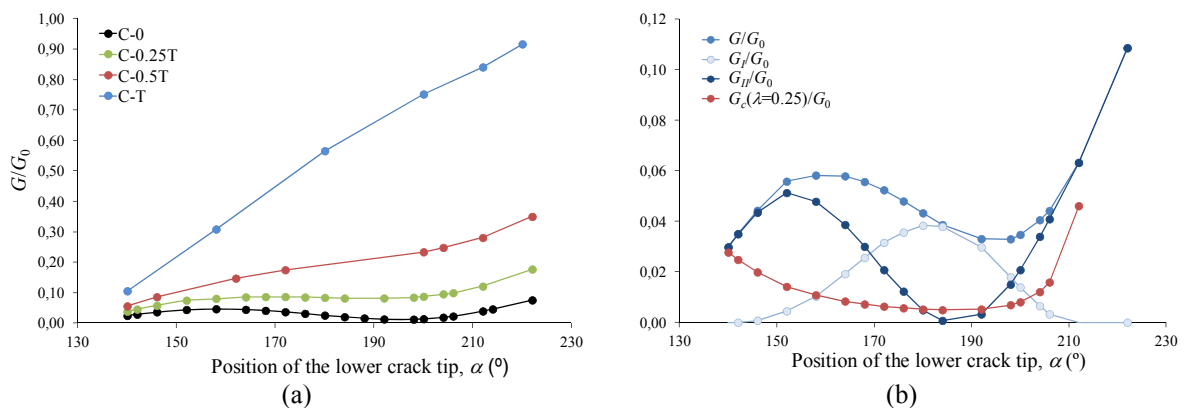 1,00
0,90
0,80
0,70
0,60
0,50
0,40
0,30
0,20
0,10
0,00
G/G0
C-0
C-0.25T
C-0.5T
C-T
130
150
170
190
210
230
Position of the lower crack tip, α (º)
(a)
0,12
0,10
0,08
0,06
0,04
0,02
0,00
G/G0
GI/G0
GII/G0
Gc(λ=0.25)/G0
130
150
170
190
210
230
Position of the lower crack tip, α (º)
(b)